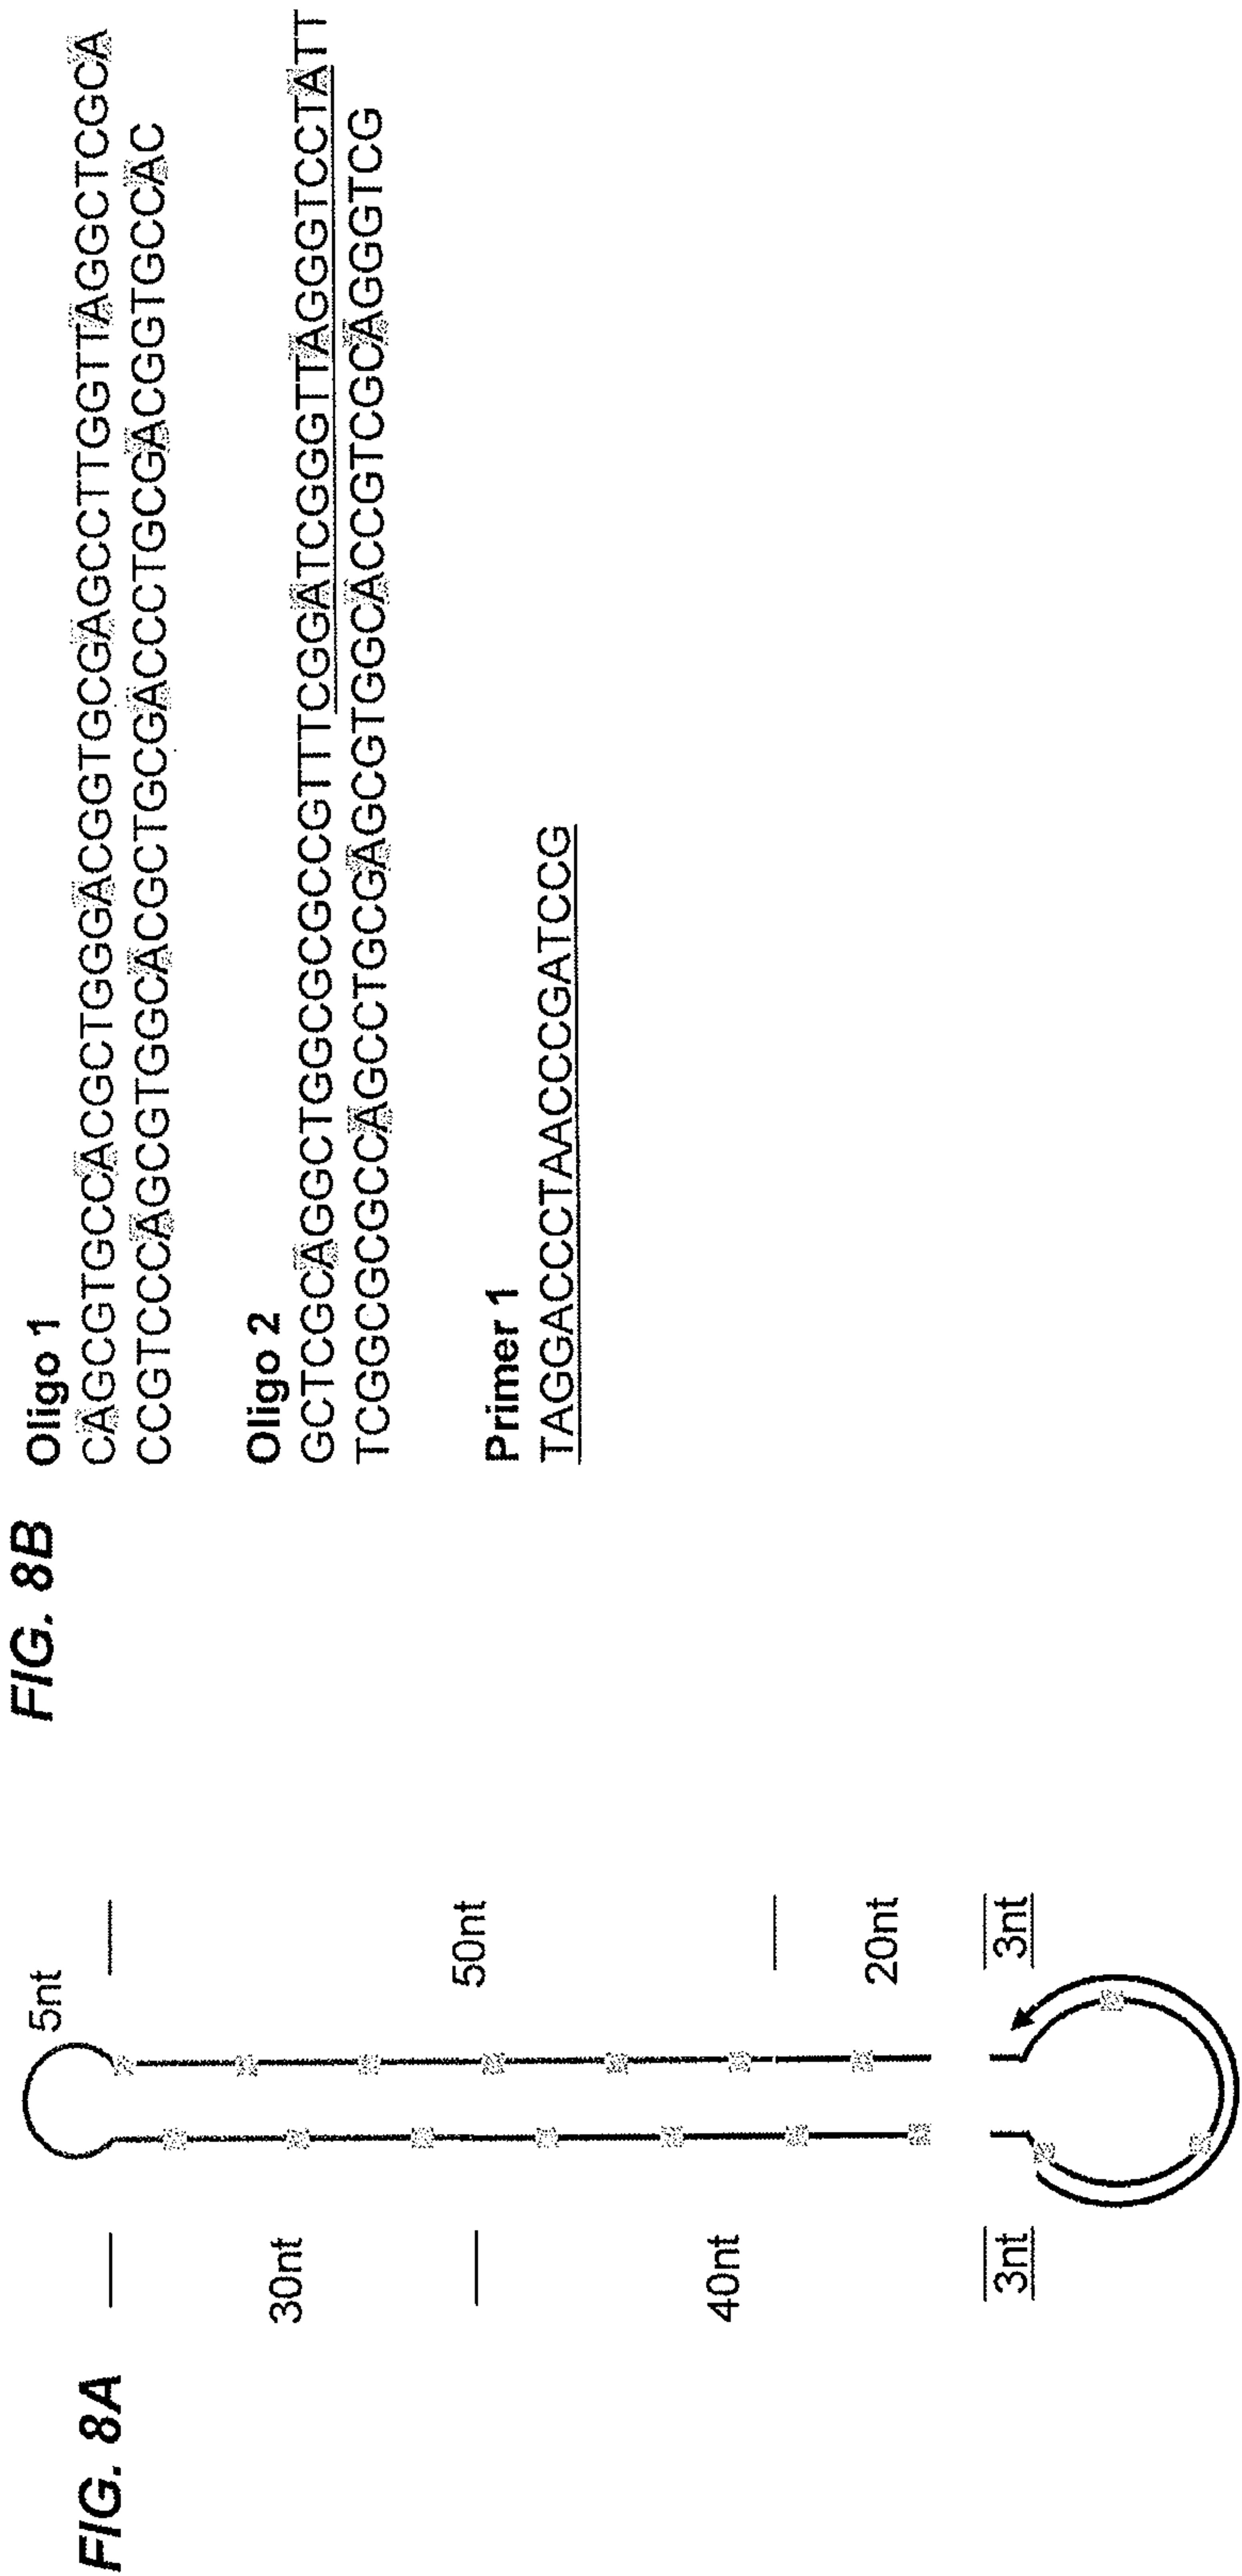 FIG. 8A
5nt
30nt
50nt
40nt
20nt
3nt
3nt
FIG. 8B
Oligo 1
CAGCGTGCCACGCTGGGACGGTGCGAGCCTTGGTTAGGCTCGCA
CCGTCCCAGCGTGGCACGCTGCGACCCTGCGACGGTGCCAC
Oligo 2
GCTCGCAGGCTGGCGCGCCGTTTCGGATCGGGTTAGGGTCCTATT
TCGGCGCGCCAGCCTGCGAGCGTGGCACCGTCGCAGGGTCG
Primer 1
TAGGACCCTAACCCGATCCG